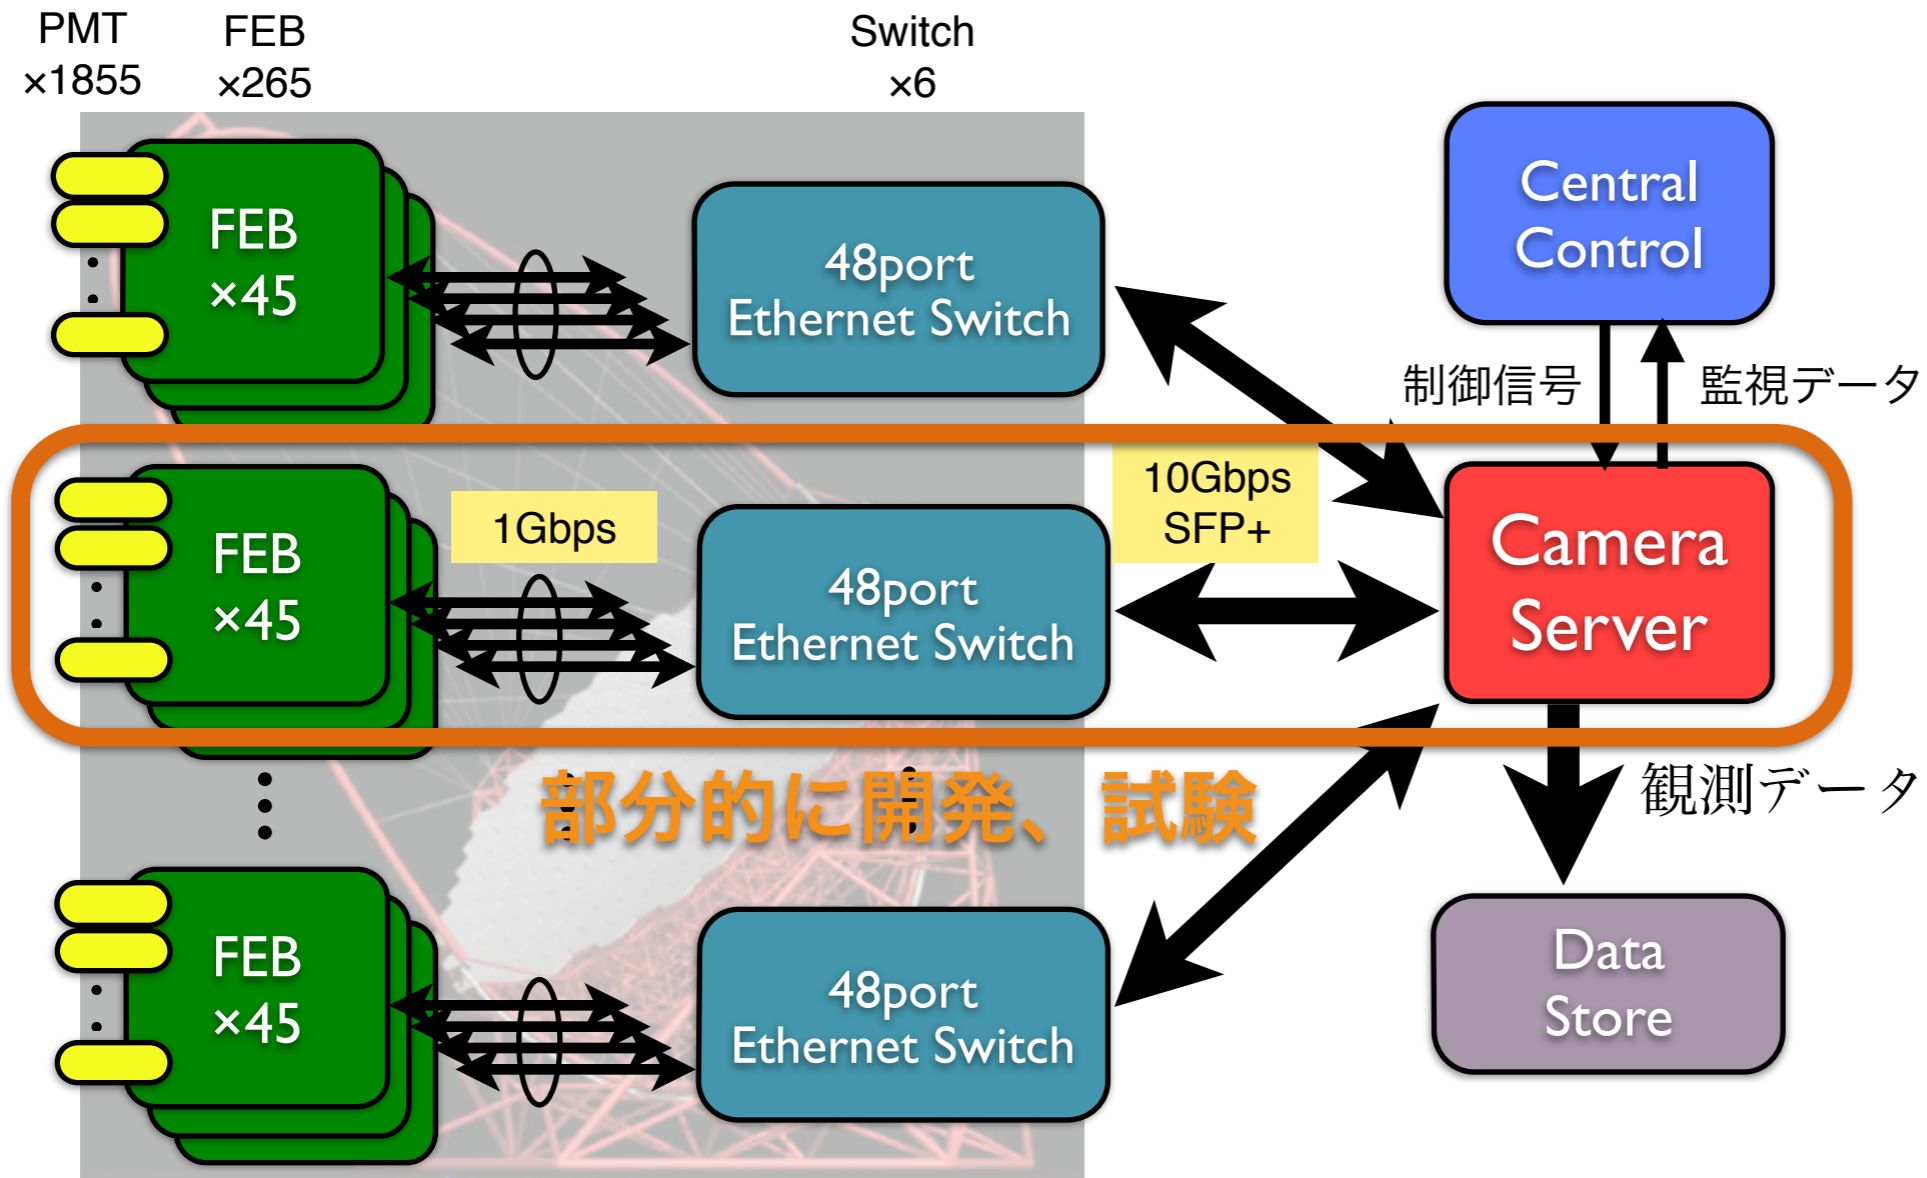 PMT
×1855
FEB
×265
Switch
×6
FEB
×45
48port
Ethernet Switch
Central
Control
制御信号
監視データ
FEB
×45
1Gbps
48port
Ethernet Switch
10Gbps
SFP+
Camera
Server
部分的に開発、試験
観測データ
FEB
×45
48port
Ethernet Switch
Data
Store